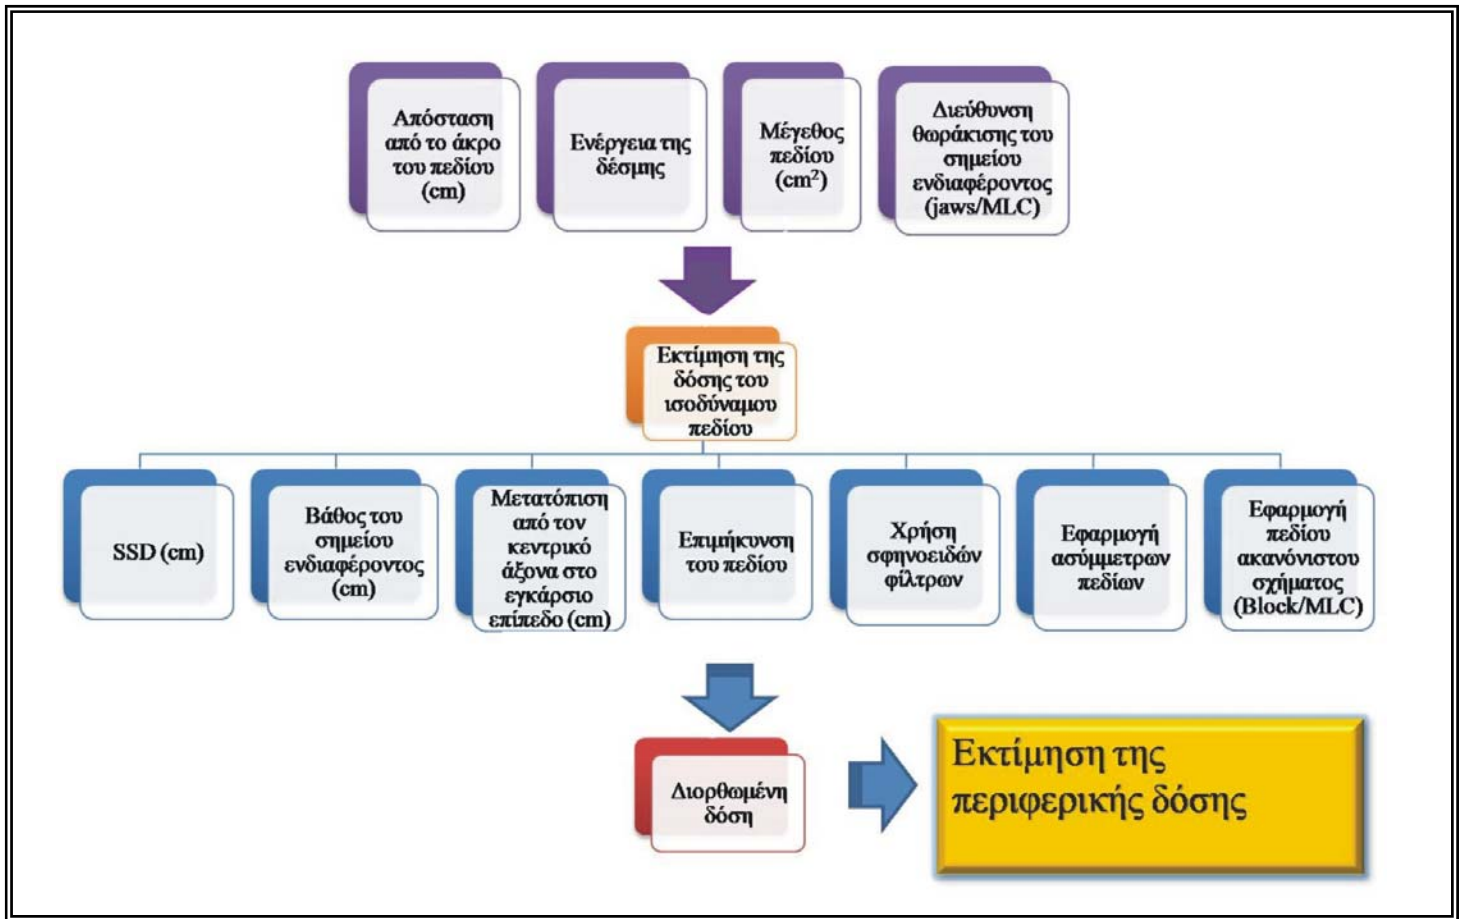 Απόσταση
από το άκρο
του πεδίου
(cm)
Ενέργεια της
δέσμης
Μέγεθος
πεδίου
(cm²)
Διεύθυνση
θωράκισης του
σημείου
ενδιαφέροντος
(jaws/MLC)
Εκτίμηση της
δόσης του
ισοδύναμου
πεδίου
SSD (cm)
Βάθος του
σημείου
ενδιαφέροντος
(cm)
Μετατόπιση
από τον
κεντρικό
άξονα στο
εγκάρσιο
επίπεδο (cm)
Επιμήκυνση
του πεδίου
Χρήση
σφηνοειδών
φίλτρων
Εφαρμογή
ασύμμετρων
πεδίων
Εφαρμογή
πεδίου
ακανόνιστου
σχήματος
(Block/MLC)
Διορθωμένη
δόση
Εκτίμηση της
περιφερικής δόσης